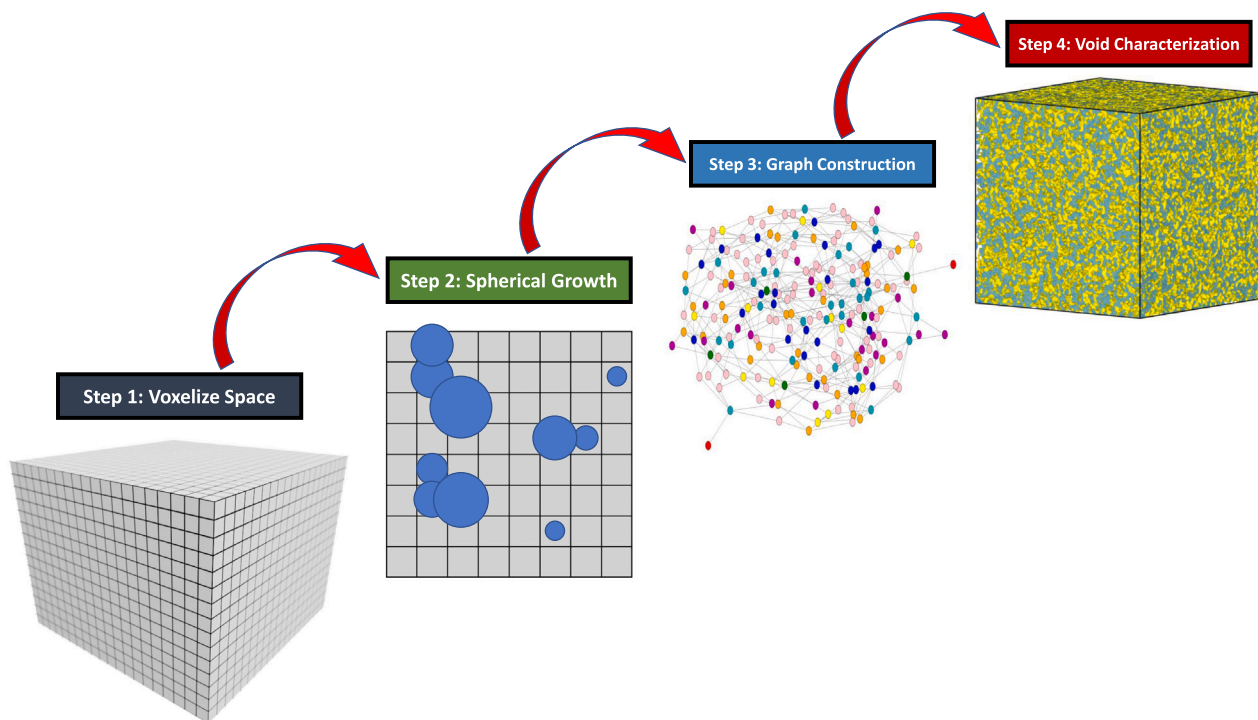 Step 1: Voxelize Space
Step 2: Spherical Growth
Step 3: Graph Construction
Step 4: Void Characterization